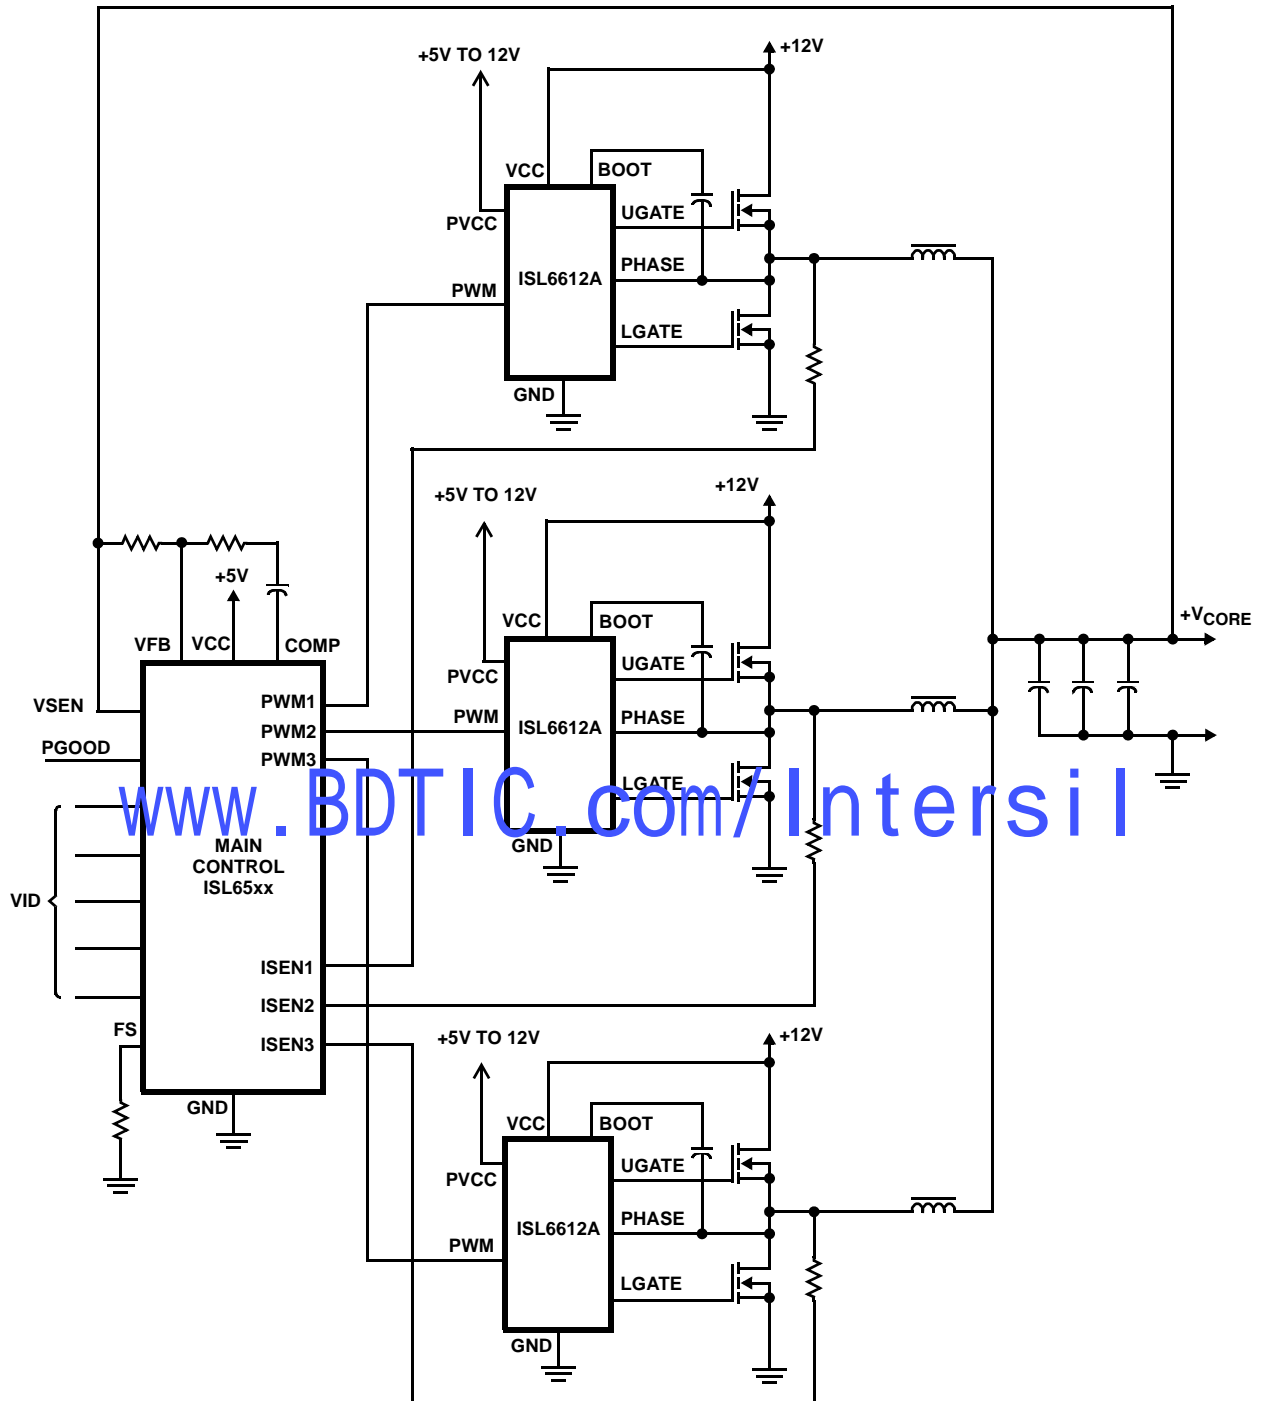 +12V
+5V TO 12V
VCC
BOOT
UGATE
PVCC
PHASE
ISL6612A
PWM
LGATE
GND
+12V
+5V TO 12V
+5V
VCC
BOOT
+VCORE
VFB
VCC
COMP
UGATE
PVCC
PWM1
VSEN
PWM2
PWM
PHASE
ISL6612A
PGOOD
PWM3
LGATE
www.BDTIC.com/Intersil
MAIN
CONTROL
ISL65xx
GND
VID
ISEN1
ISEN2
FS
ISEN3
+5V TO 12V
+12V
GND
VCC
BOOT
UGATE
PVCC
PHASE
ISL6612A
PWM
LGATE
GND